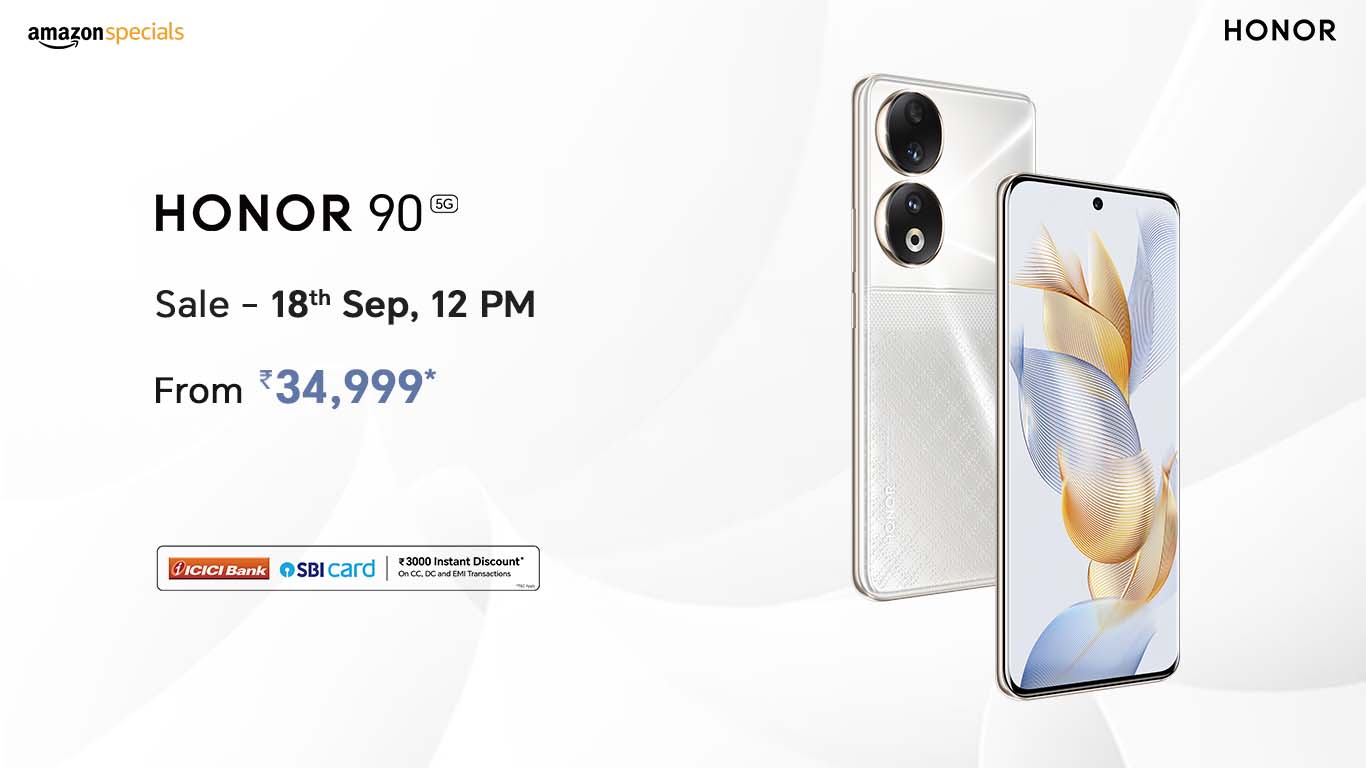 amazonspecials
HONOR
HONOR 90 5G
Sale – 18th Sep, 12 PM
From ₹34,999*
ICICI Bank
SBI card
₹3000 Instant Discount*
On CC, DC and EMI Transactions
*T&C Apply
HONOR